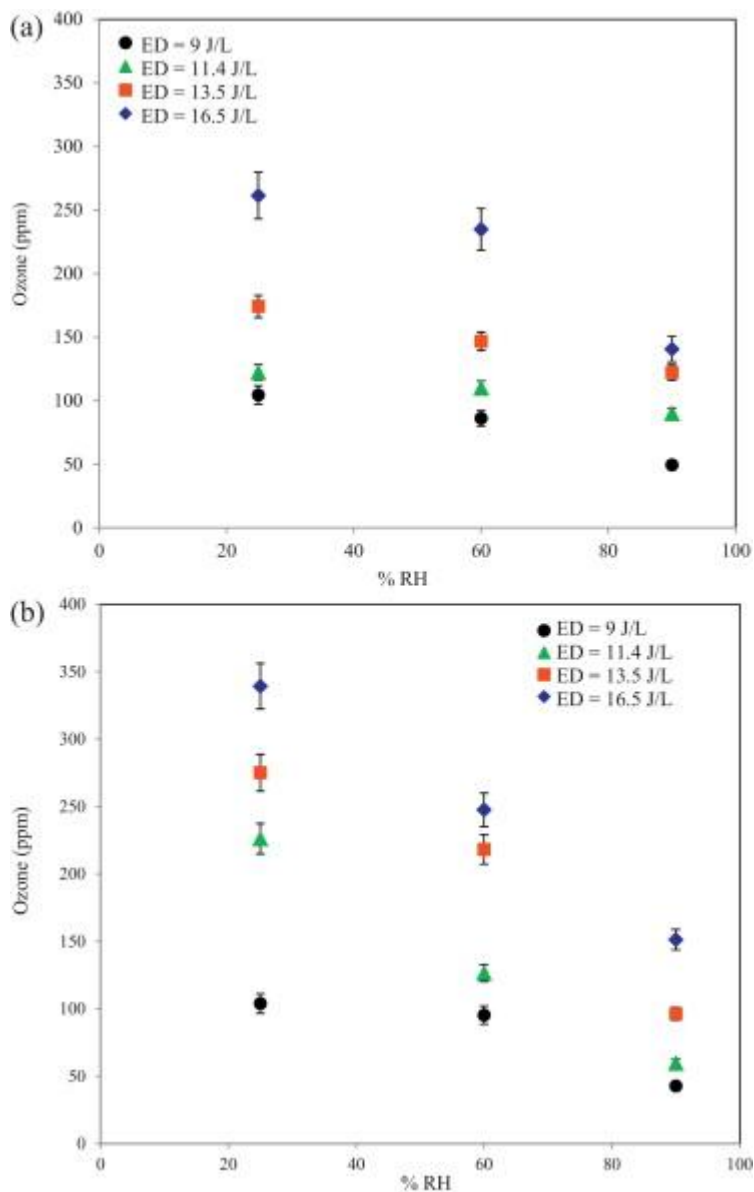 (a)
ED = 9 J/L
ED = 11.4 J/L
ED = 13.5 J/L
ED = 16.5 J/L
400
350
300
250
200
150
100
50
0
Ozone (ppm)
0 20 40 60 80 100
% RH
(b)
ED = 9 J/L
ED = 11.4 J/L
ED = 13.5 J/L
ED = 16.5 J/L
400
350
300
250
200
150
100
50
0
Ozone (ppm)
0 20 40 60 80 100
% RH